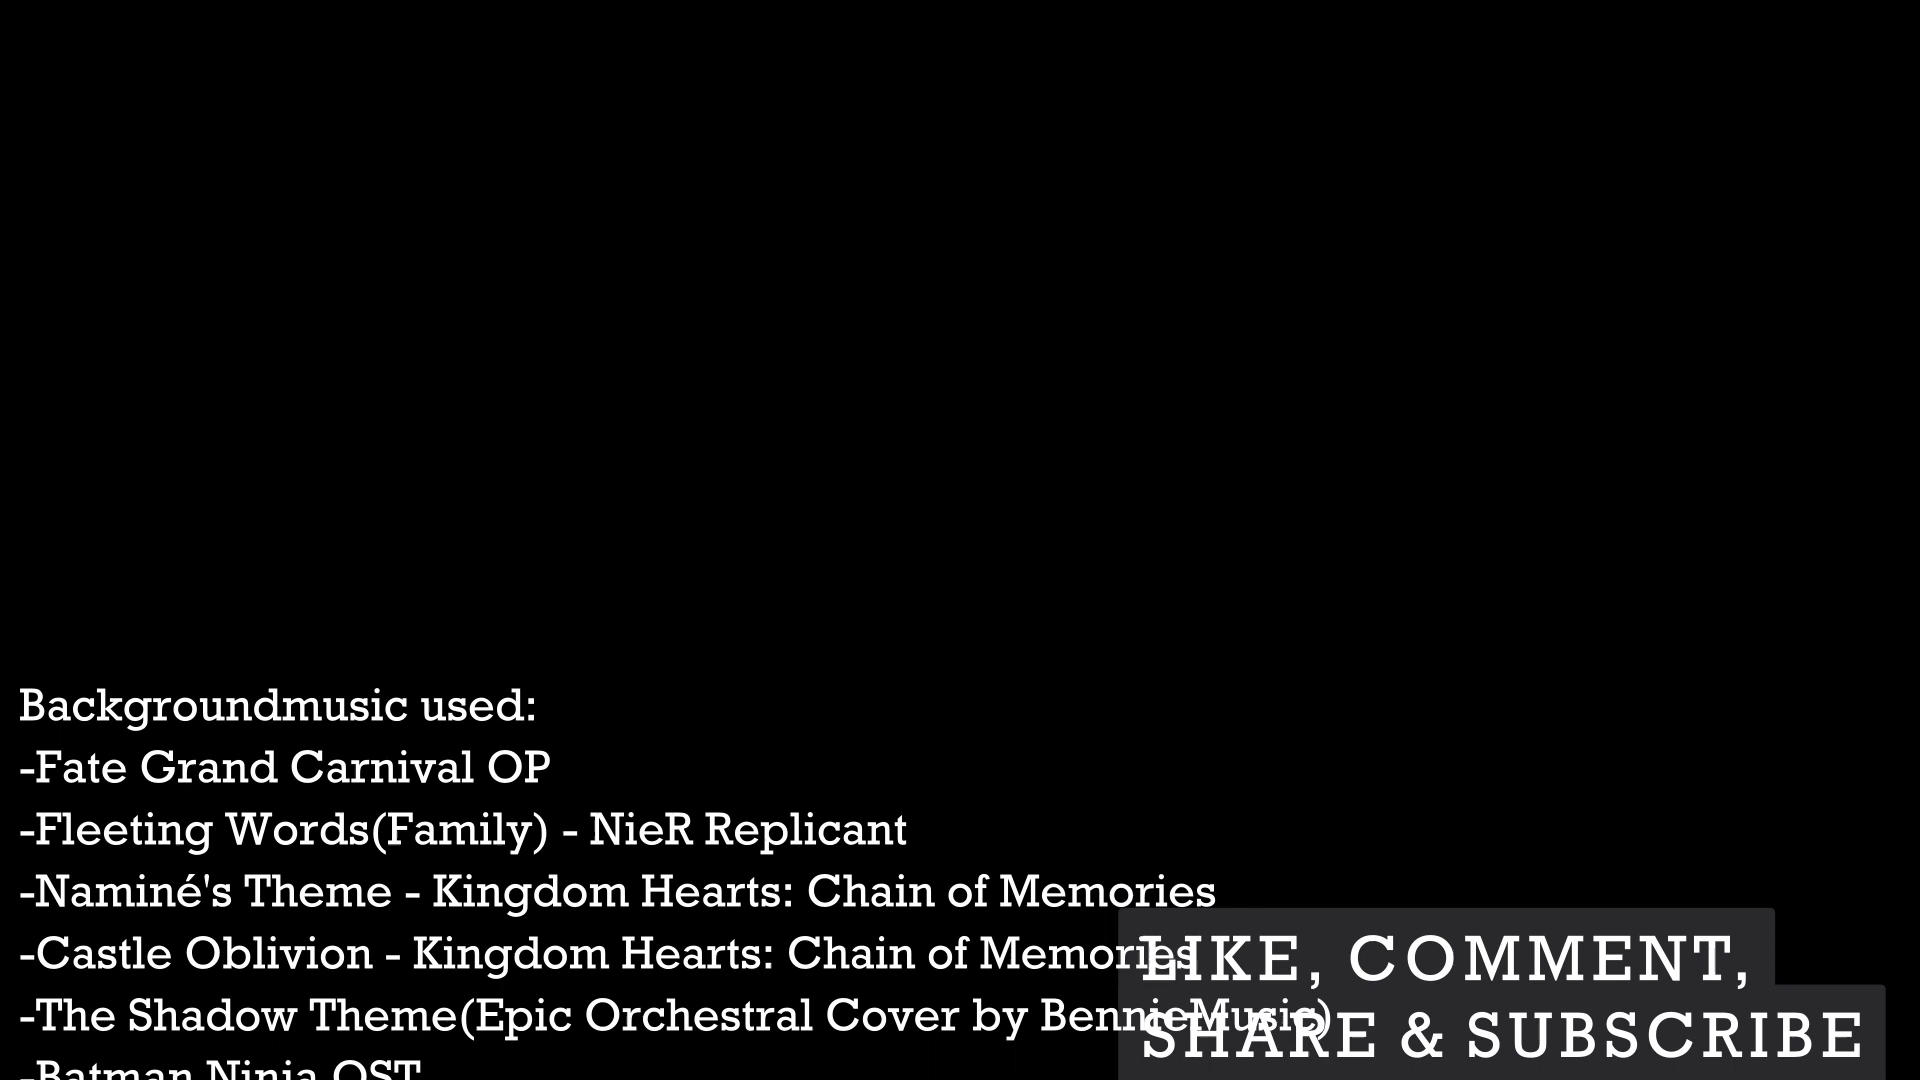 Backgroundmusic used:
-Fate Grand Carnival OP
-Fleeting Words(Family) - NieR Replicant
-Naminé's Theme - Kingdom Hearts: Chain of Memories
-Castle Oblivion - Kingdom Hearts: Chain of Memories
-The Shadow Theme(Epic Orchestral Cover by BennieMusic)
-Batman Ninja OST
LIKE, COMMENT,
SHARE & SUBSCRIBE